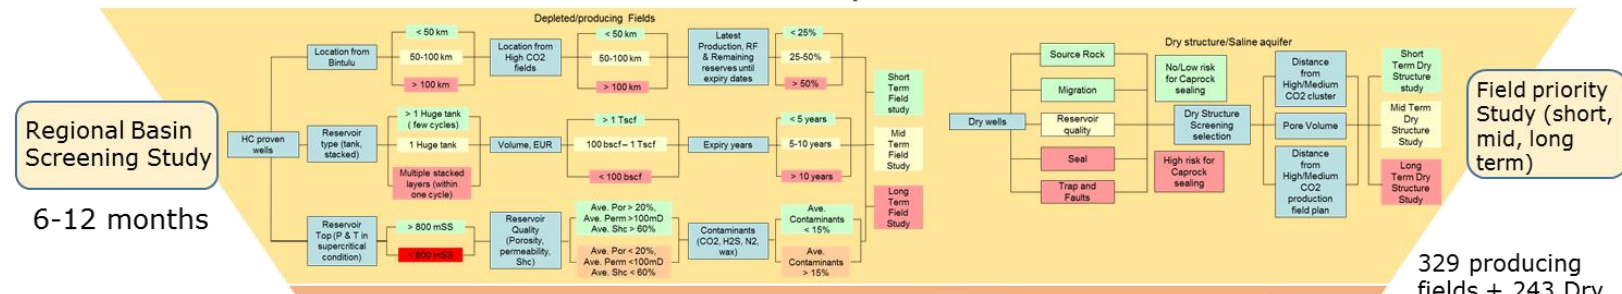 Depleted/producing Fields
Regional Basin
Screening Study
6-12 months
HC proven
wells
Location from
Bintulu
< 50 km
50-100 km
> 100 km
Location from
High CO2
fields
< 50 km
50-100 km
> 100 km
Latest
Production, RF
& Remaining
reserves until
expiry dates
< 25%
25-50%
> 50%
Reservoir
type (tank,
stacked)
> 1 Huge tank
( few cycles)
1 Huge tank
Multiple stacked
layers (within
one cycle)
Volume, EUR
> 1 Tscf
100 bscf – 1 Tscf
< 100 bscf
Expiry years
< 5 years
5-10 years
> 10 years
Reservoir
Top (P & T in
supercritical
condition)
> 800 mSS
< 800 mSS
Reservoir
Quality
(Porosity,
permeability,
Shc)
Ave. Por > 20%,
Ave. Perm >100mD
Ave. Shc > 60%
Ave. Por < 20%,
Ave. Perm <100mD
Ave. Shc < 60%
Contaminants
(CO2, H2S, N2,
wax)
Ave.
Contaminants
< 15%
Ave.
Contaminants
> 15%
Short
Term
Field
study
Mid
Term
Field
Study
Long
Term
Field
Study
Dry structure/Saline aquifer
Dry wells
Source Rock
Migration
Reservoir
quality
Seal
Trap and
Faults
No/Low risk
for Caprock
sealing
Dry Structure
Screening
selection
High risk for
Caprock
sealing
Distance
from
High/Medium
CO2 cluster
Pore Volume
Distance
from
High/Medium
CO2
production
field plan
Short
Term Dry
Structure
study
Mid Term
Dry
Structure
Study
Long
Term Dry
Structure
Study
Field priority
Study (short,
mid, long
term)
329 producing
fields + 243 Dry